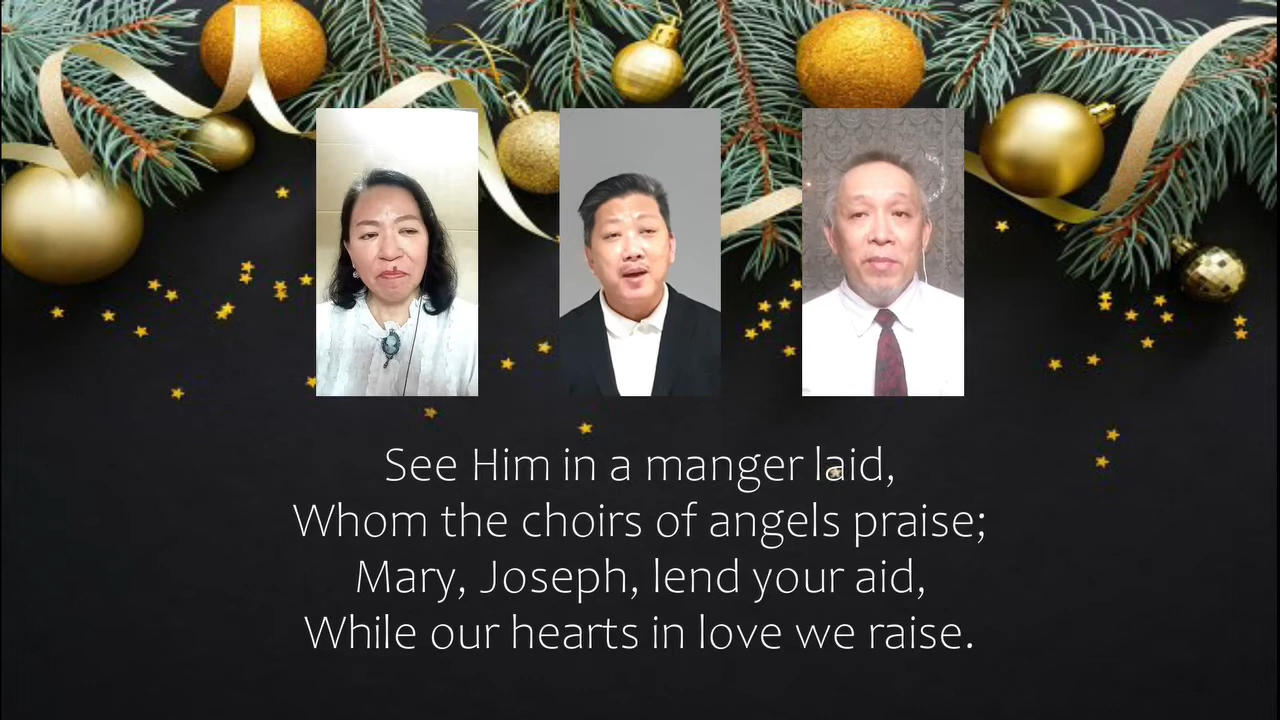 See Him in a manger laid,
Whom the choirs of angels praise;
Mary, Joseph, lend your aid,
While our hearts in love we raise.